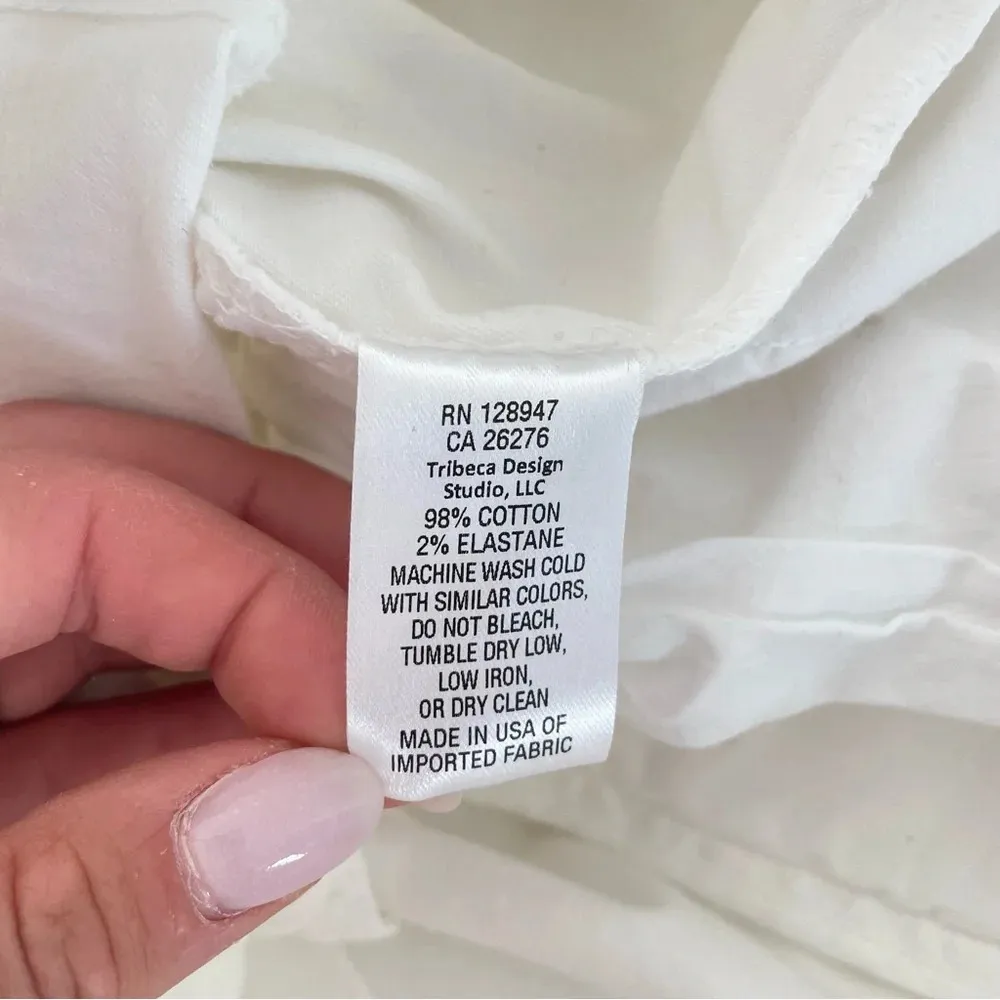 RN 128947
CA 26276
Tribeca Design
Studio, LLC
98% COTTON
2% ELASTANE
MACHINE WASH COLD
WITH SIMILAR COLORS,
DO NOT BLEACH,
TUMBLE DRY LOW,
LOW IRON,
OR DRY CLEAN
MADE IN USA OF
IMPORTED FABRIC